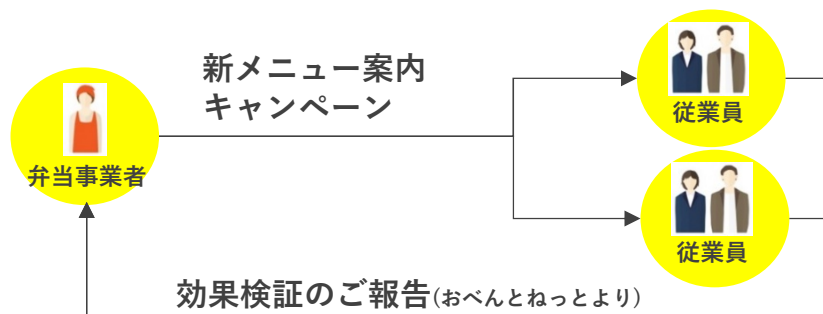 新メニュー案内
キャンペーン
従業員
弁当事業者
従業員
効果検証のご報告(おべんとねっとより)